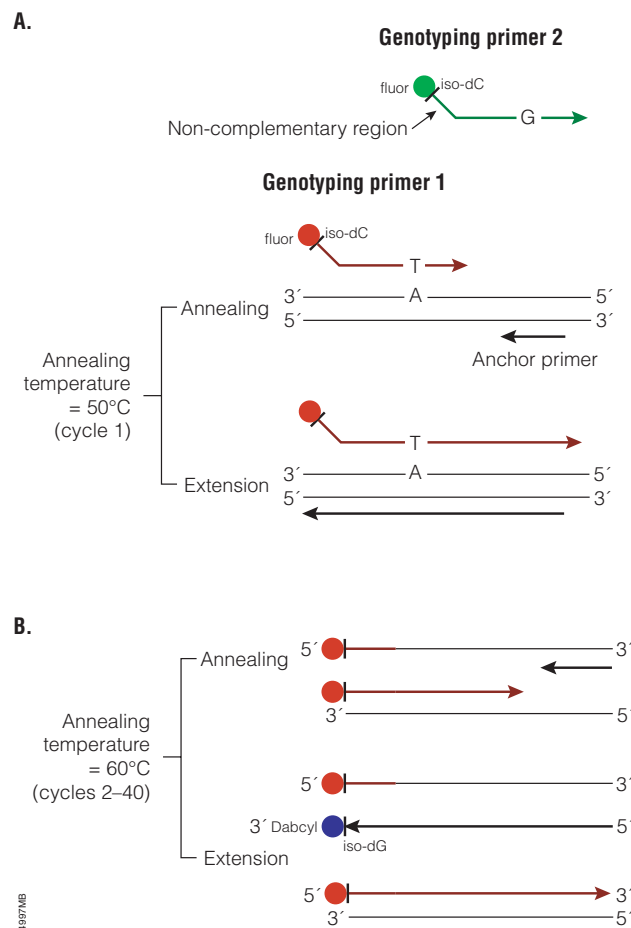 A.
Genotyping primer 2
fluor
iso-dC
Non-complementary region
G
Genotyping primer 1
fluor
iso-dC
T
3´
A
5´
Annealing
5´
3´
Anchor primer
Annealing
temperature
= 50°C
(cycle 1)
T
3´
A
5´
Extension
5´
3´
B.
5´
3´
Annealing
3´
5´
Annealing
temperature
= 60°C
(cycles 2–40)
5´
3´
3´ Dabcyl
5´
iso-dG
Extension
5´
3´
3´
5´
4997MB